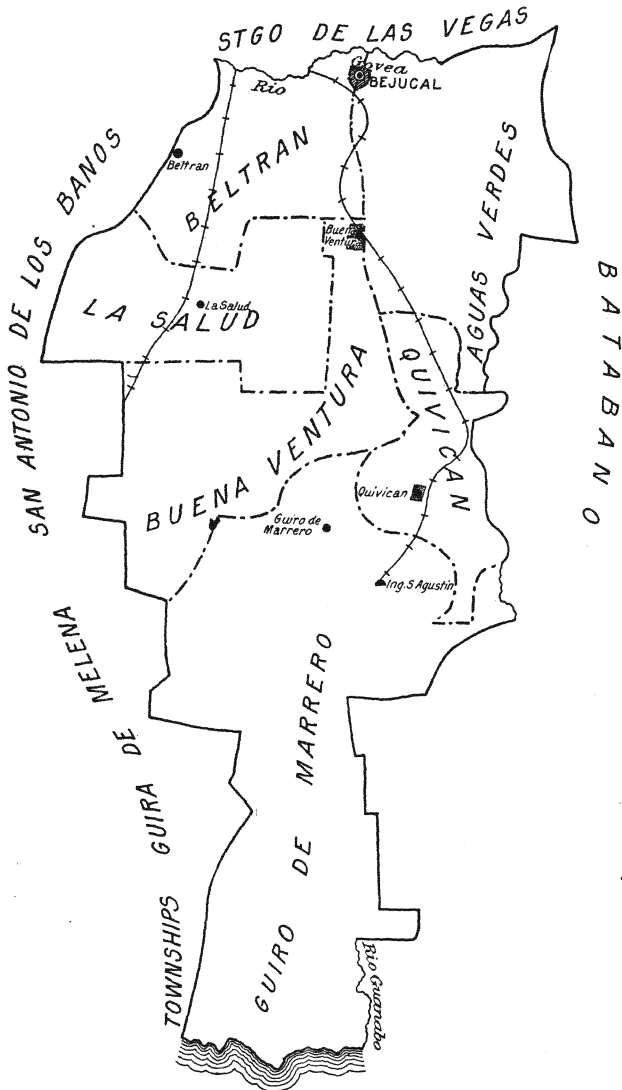 STGO DE LAS VEGAS
Rio Govea
BEJUCAL
SAN ANTONIO DE LOS BANOS
Beltran
BELTRAN
AGUAS VERDES
BATABANO
Buena
Ventura
La Salud
LA SALUD
QUIVICAN
BUENA VENTURA
Quivican
Guiro de
Marrero
Ing. S. Agustin
TOWNSHIPS GUIRA DE MELENA
GUIRO DE MARRERO
Rio Guanabo